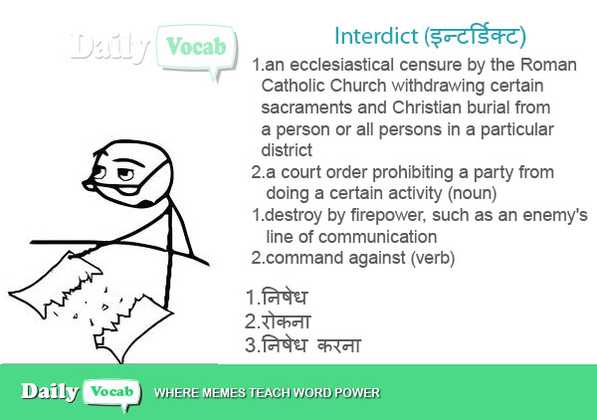 Daily Vocab
Interdict (इन्टर्डिक्ट)
1.an ecclesiastical censure by the Roman
Catholic Church withdrawing certain
sacraments and Christian burial from
a person or all persons in a particular
district
2.a court order prohibiting a party from
doing a certain activity (noun)
1.destroy by firepower, such as an enemy's
line of communication
2.command against (verb)
1.निषेध
2.रोकना
3.निषेध करना
Daily Vocab WHERE MEMES TEACH WORD POWER